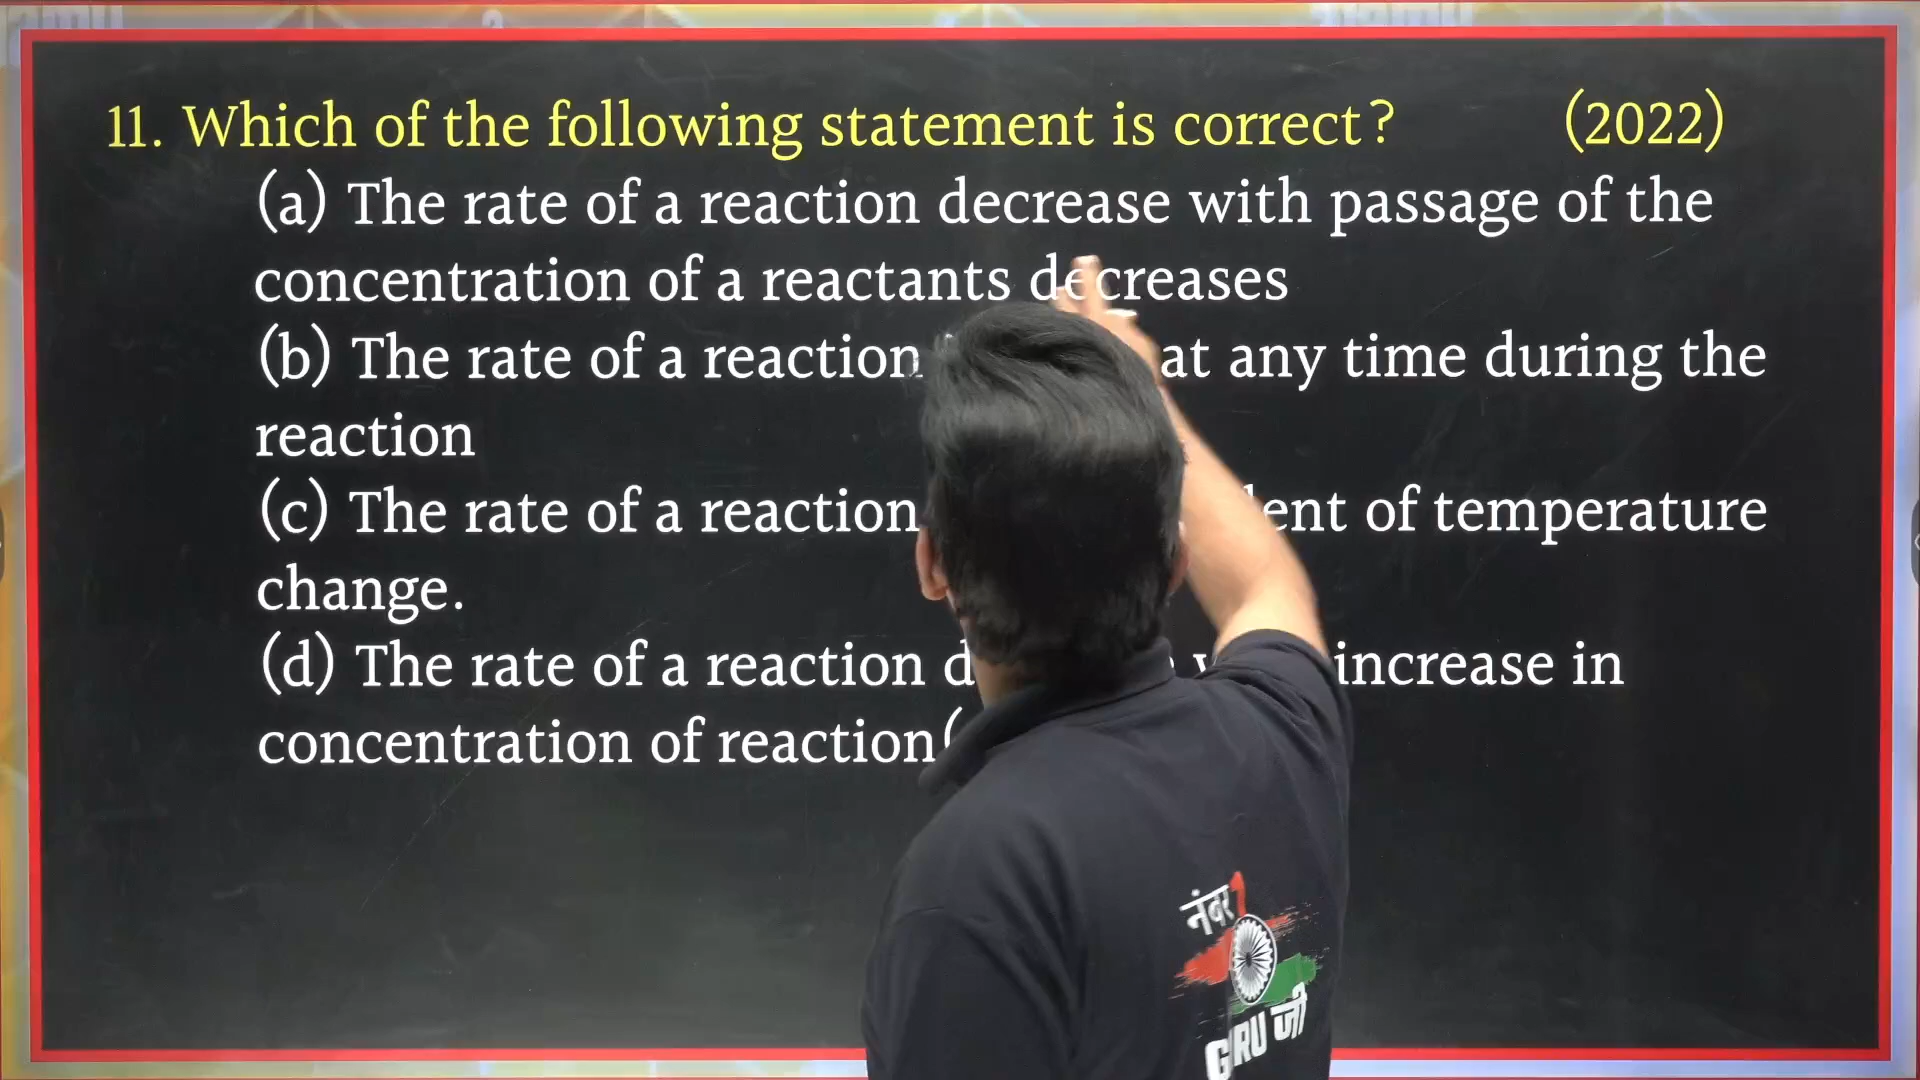 11. Which of the following statement is correct? (2022)
(a) The rate of a reaction decrease with passage of the
concentration of a reactants decreases
(b) The rate of a reaction at any time during the
reaction
(c) The rate of a reaction of temperature
change.
(d) The rate of a reaction increase in
concentration of reaction(
नंबर 1
GURU जी